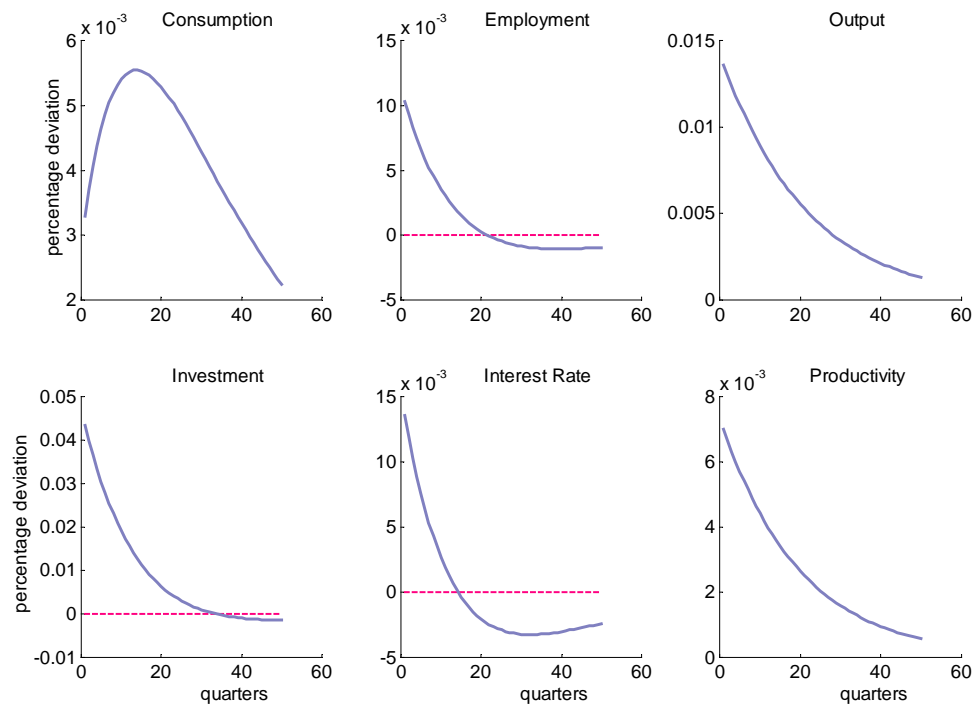 Consumption
x 10-3
6
5
4
3
2
percentage deviation
0 20 40 60
Employment
x 10-3
15
10
5
0
-5
0 20 40 60
Output
0.015
0.01
0.005
0
0 20 40 60
Investment
0.05
0.04
0.03
0.02
0.01
0
-0.01
percentage deviation
0 20 40 60
quarters
Interest Rate
x 10-3
15
10
5
0
-5
0 20 40 60
quarters
Productivity
x 10-3
8
6
4
2
0
0 20 40 60
quarters